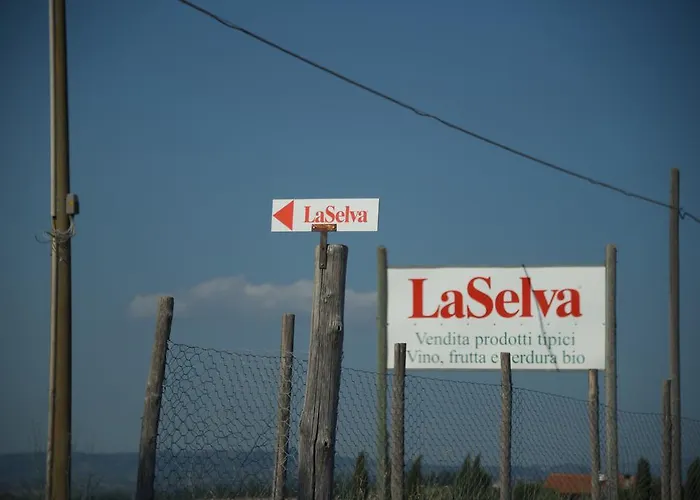 LaSelva
LaSelva
Vendita prodotti tipici
Vino, frutta e verdura bio